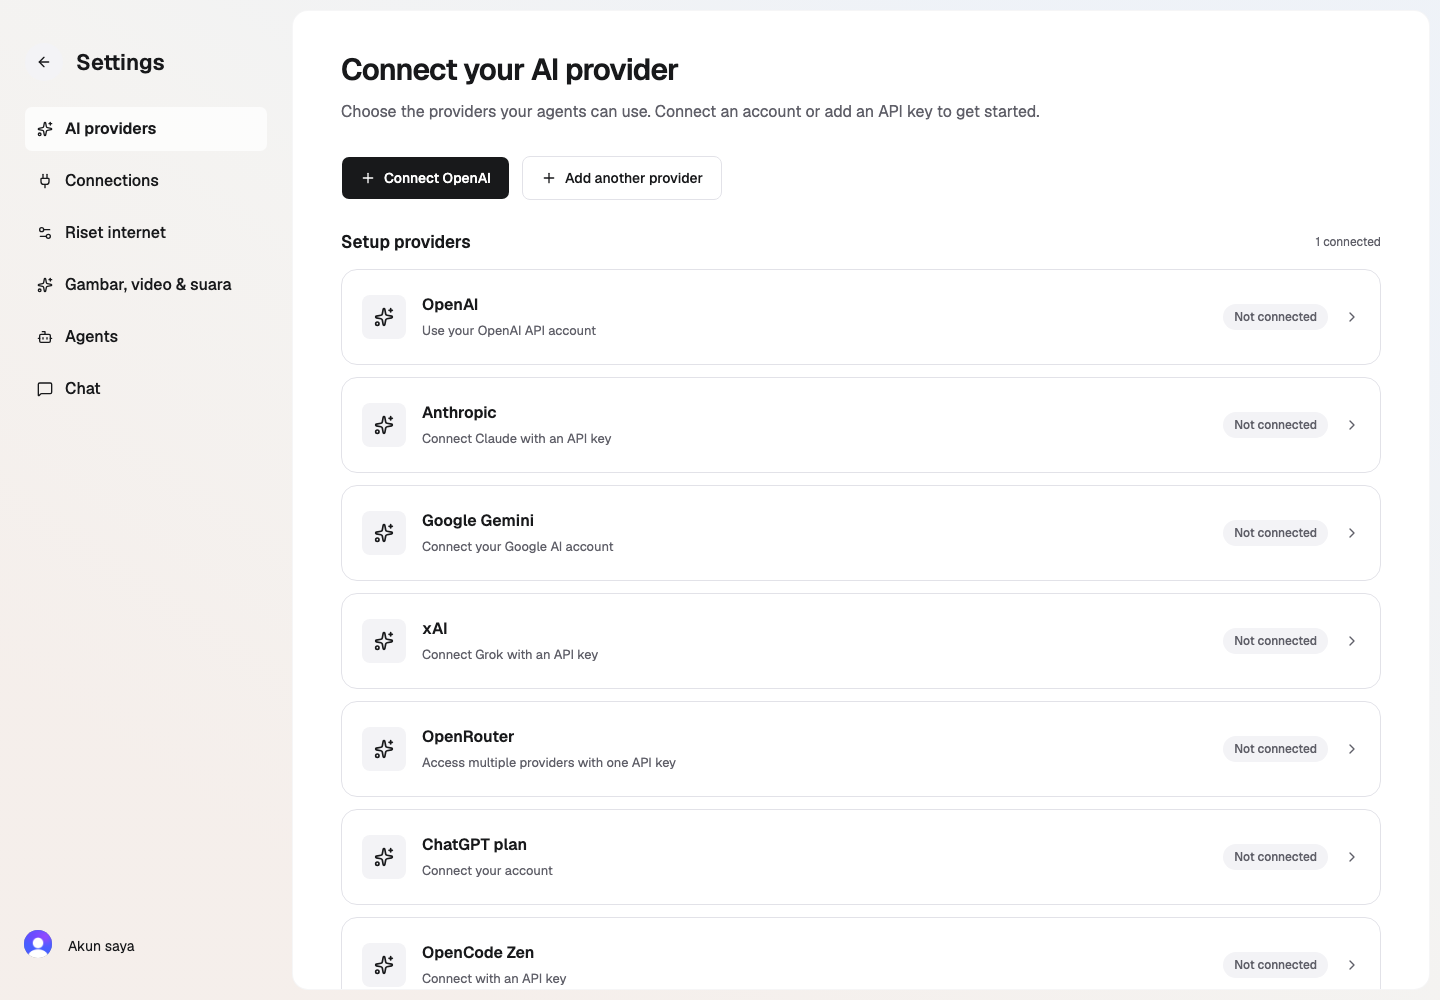 Settings
AI providers
Connections
Riset internet
Gambar, video & suara
Agents
Chat
Akun saya
Connect your AI provider
Choose the providers your agents can use. Connect an account or add an API key to get started.
Connect OpenAI
Add another provider
Setup providers
1 connected
OpenAI
Use your OpenAI API account
Not connected
Anthropic
Connect Claude with an API key
Not connected
Google Gemini
Connect your Google AI account
Not connected
xAI
Connect Grok with an API key
Not connected
OpenRouter
Access multiple providers with one API key
Not connected
ChatGPT plan
Connect your account
Not connected
OpenCode Zen
Connect with an API key
Not connected